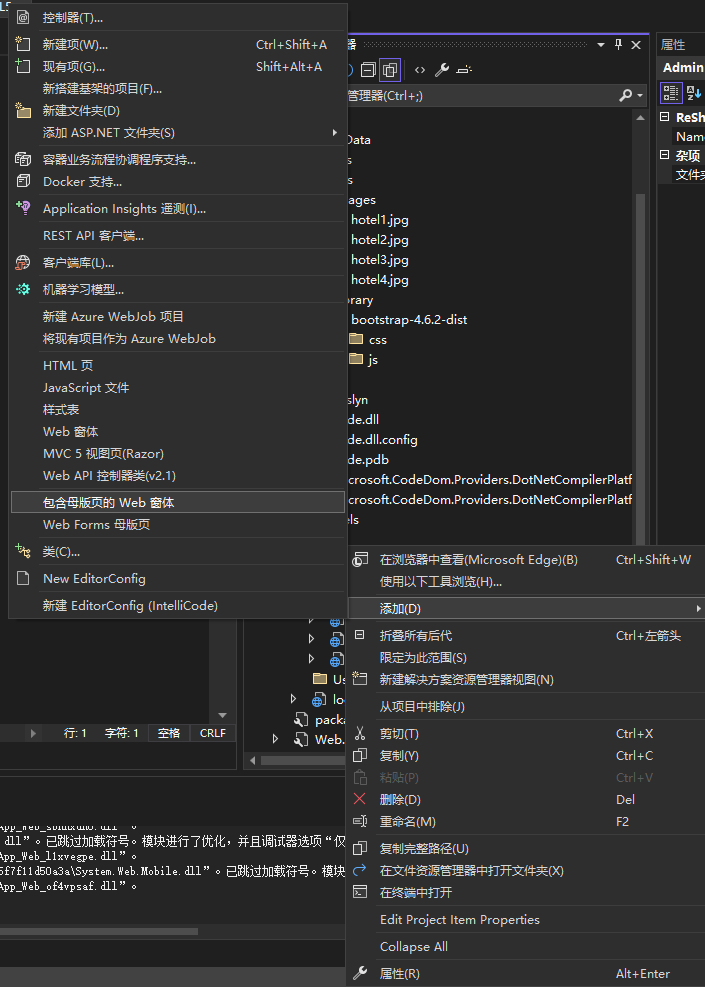 控制器(T)...
新建项(W)... Ctrl+Shift+A
现有项(G)... Shift+Alt+A
新搭建基架的项目(F)...
新建文件夹(D)
添加 ASP.NET 文件夹(S)
容器业务流程协调程序支持...
Docker 支持...
Application Insights 遥测(I)...
REST API 客户端...
客户端库(L)...
机器学习模型...
新建 Azure WebJob 项目
将现有项目作为 Azure WebJob
HTML 页
JavaScript 文件
样式表
Web 窗体
MVC 5 视图页(Razor)
Web API 控制器类(v2.1)
包含母版页的 Web 窗体
Web Forms 母版页
类(C)...
New EditorConfig
新建 EditorConfig (IntelliCode)
器
管理器(Ctrl+;)
Data
s
s
ages
hotel1.jpg
hotel2.jpg
hotel3.jpg
hotel4.jpg
rary
bootstrap-4.6.2-dist
css
js
slyn
de.dll
de.dll.config
de.pdb
crosoft.CodeDom.Providers.DotNetCompilerPlatf
crosoft.CodeDom.Providers.DotNetCompilerPlatf
els
Us
lo
packa
Web.
属性
Admin
ReSh
Name
杂项
文件夹
在浏览器中查看(Microsoft Edge)(B) Ctrl+Shift+W
使用以下工具浏览(H)...
添加(D)
折叠所有后代 Ctrl+左箭头
限定为此范围(S)
新建解决方案资源管理器视图(N)
从项目中排除(J)
剪切(T) Ctrl+X
复制(Y) Ctrl+C
粘贴(P) Ctrl+V
删除(D) Del
重命名(M) F2
复制完整路径(U)
在文件资源管理器中打开文件夹(X)
在终端中打开
Edit Project Item Properties
Collapse All
属性(R) Alt+Enter
行: 1 字符: 1 空格 CRLF
dll”。已跳过加载符号。模块进行了优化，并且调试器选项“仅
App_Web_l1xvegpe.dll”。
5f7f11d50a3a\System.Web.Mobile.dll”。已跳过加载符号。模块
App_Web_of4vpsaf.dll”。